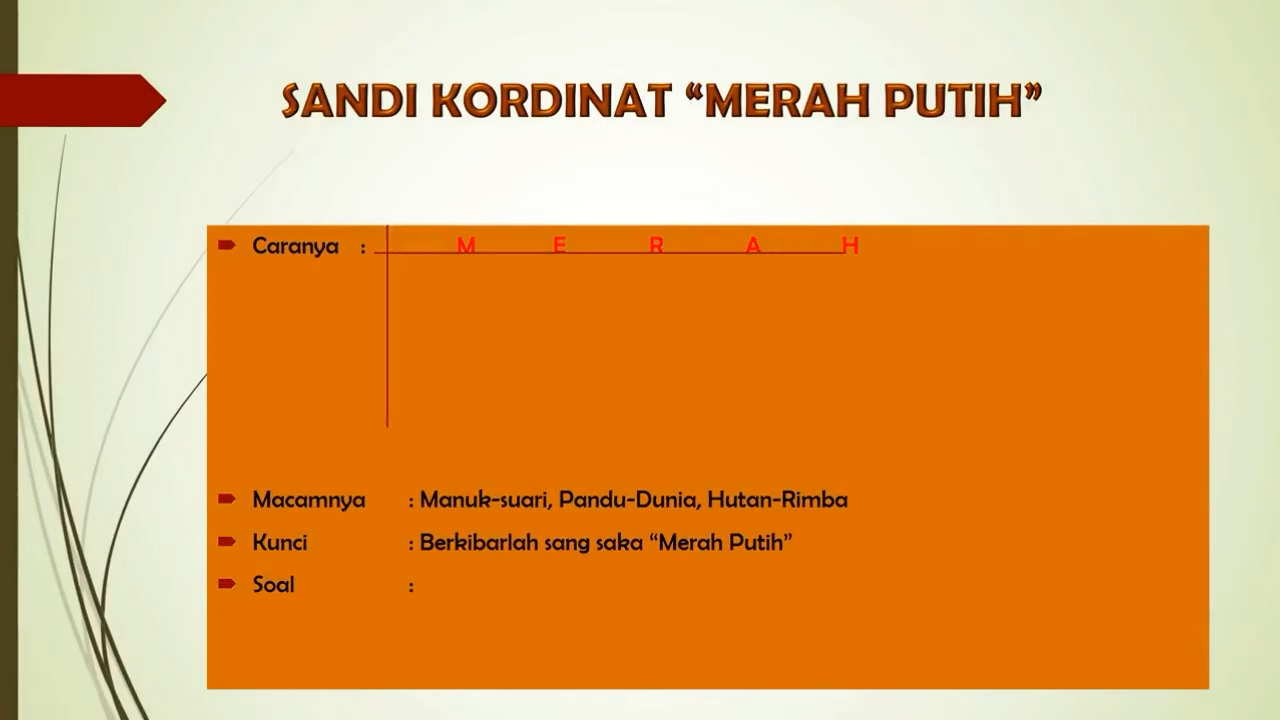 SANDI KORDINAT “MERAH PUTIH”
Caranya : M E R A H
Macamnya : Manuk-suari, Pandu-Dunia, Hutan-Rimba
Kunci : Berkibarlah sang saka “Merah Putih”
Soal :